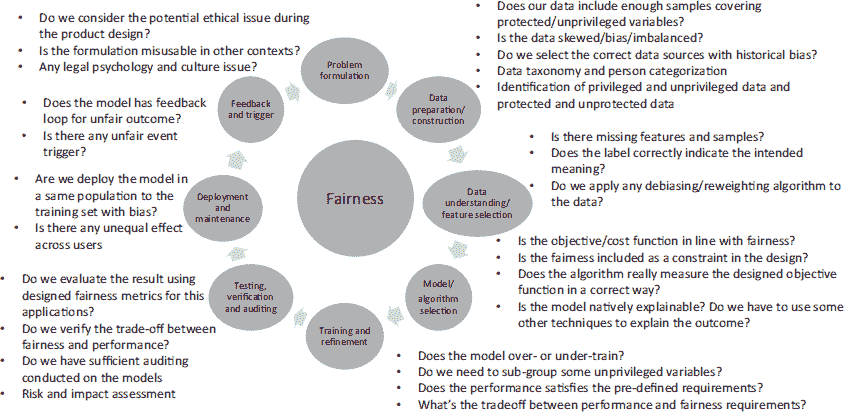 • Do we consider the potential ethical issue during
the product design?
• Is the formulation misusable in other contexts?
• Any legal psychology and culture issue?
• Does our data include enough samples covering
protected/unprivileged variables?
• Is the data skewed/bias/imbalanced?
• Do we select the correct data sources with historical bias?
• Data taxonomy and person categorization
• Identification of privileged and unprivileged data and
protected and unprotected data
Problem
formulation
Data
preparation/
construction
Feedback
and trigger
• Does the model has feedback
loop for unfair outcome?
• Is there any unfair event
trigger?
• Is there missing features and samples?
• Does the label correctly indicate the intended
meaning?
• Do we apply any debiasing/reweighting algorithm to
the data?
Fairness
Data
understanding/
feature selection
Deployment
and
maintenance
• Are we deploy the model in
a same population to the
training set with bias?
• Is there any unequal effect
across users
• Is the objective/cost function in line with fairness?
• Is the fairness included as a constraint in the design?
• Does the algorithm really measure the designed objective
function in a correct way?
• Is the model natively explainable? Do we have to use some
other techniques to explain the outcome?
Model/
algorithm
selection
Testing,
verification
and auditing
Training and
refinement
• Do we evaluate the result using
designed fairness metrics for this
applications?
• Do we verify the trade-off between
fairness and performance?
• Do we have sufficient auditing
conducted on the models
• Risk and impact assessment
• Does the model over- or under-train?
• Do we need to sub-group some unprivileged variables?
• Does the performance satisfies the pre-defined requirements?
• What's the tradeoff between performance and fairness requirements?